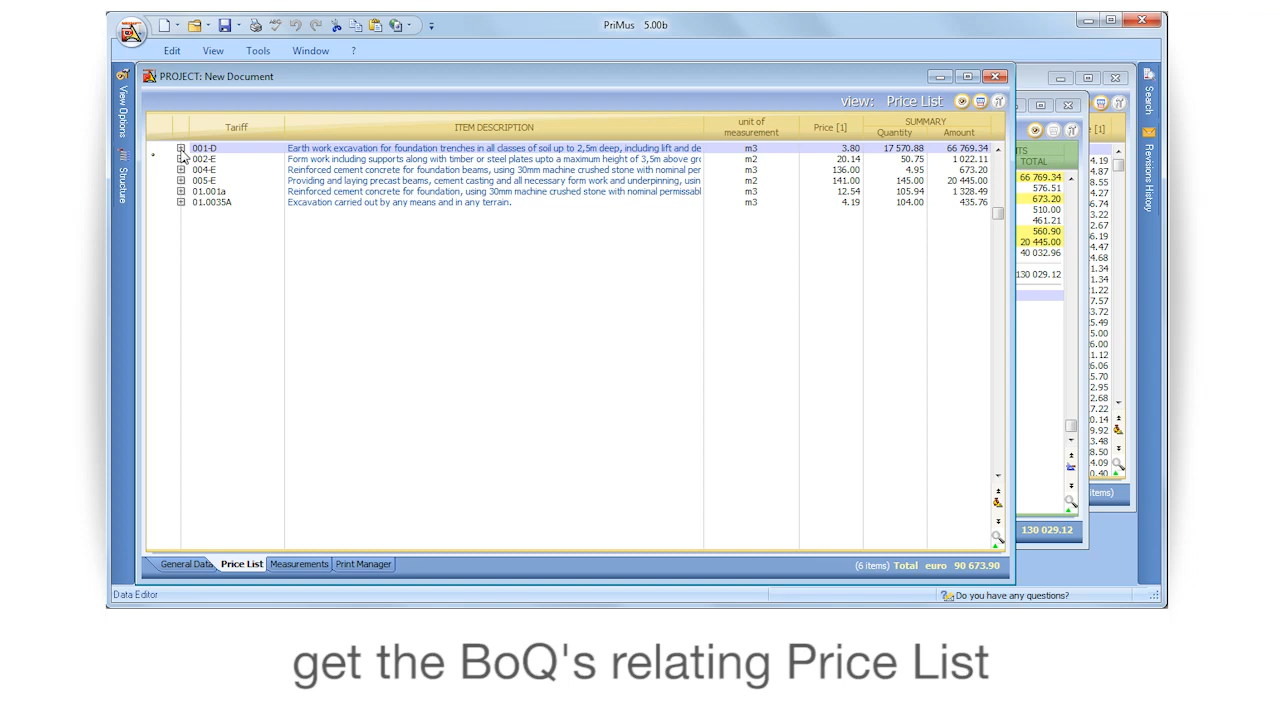 PriMus 5.00b
Edit View Tools Window ?
PROJECT: New Document
view: Price List
Tariff ITEM DESCRIPTION unit of measurement Price [1] SUMMARY Quantity Amount
001-D Earth work excavation for foundation trenches in all classes of soil up to 2,5m deep, including lift and de m3 3.80 17 570.88 66 769.34
002-E Form work including supports along with timber or steel plates upto a maximum height of 3,5m above gro m2 20.14 50.75 1 022.11
004-E Reinforced cement concrete for foundation beams, using 30mm machine crushed stone with nominal per m3 136.00 4.95 673.20
005-E Providing and laying precast beams, cement casting and all necessary form work and underpinning, usin m2 141.00 145.00 20 445.00
01.001a Reinforced cement concrete for foundation, using 30mm machine crushed stone with nominal permissabl m3 12.54 105.94 1 328.49
01.0035A Excavation carried out by any means and in any terrain. m3 4.19 104.00 435.76
General Data Price List Measurements Print Manager
(6 items) Total euro 90 673.90
View Options
Structure
TOTAL
66 769.34
576.51
673.20
510.00
461.21
560.90
20 445.00
40 032.96
130 029.12
130 029.12
[1]
4.19
items)
Search
Revisions History
Data Editor
Do you have any questions?
get the BoQ's relating Price List